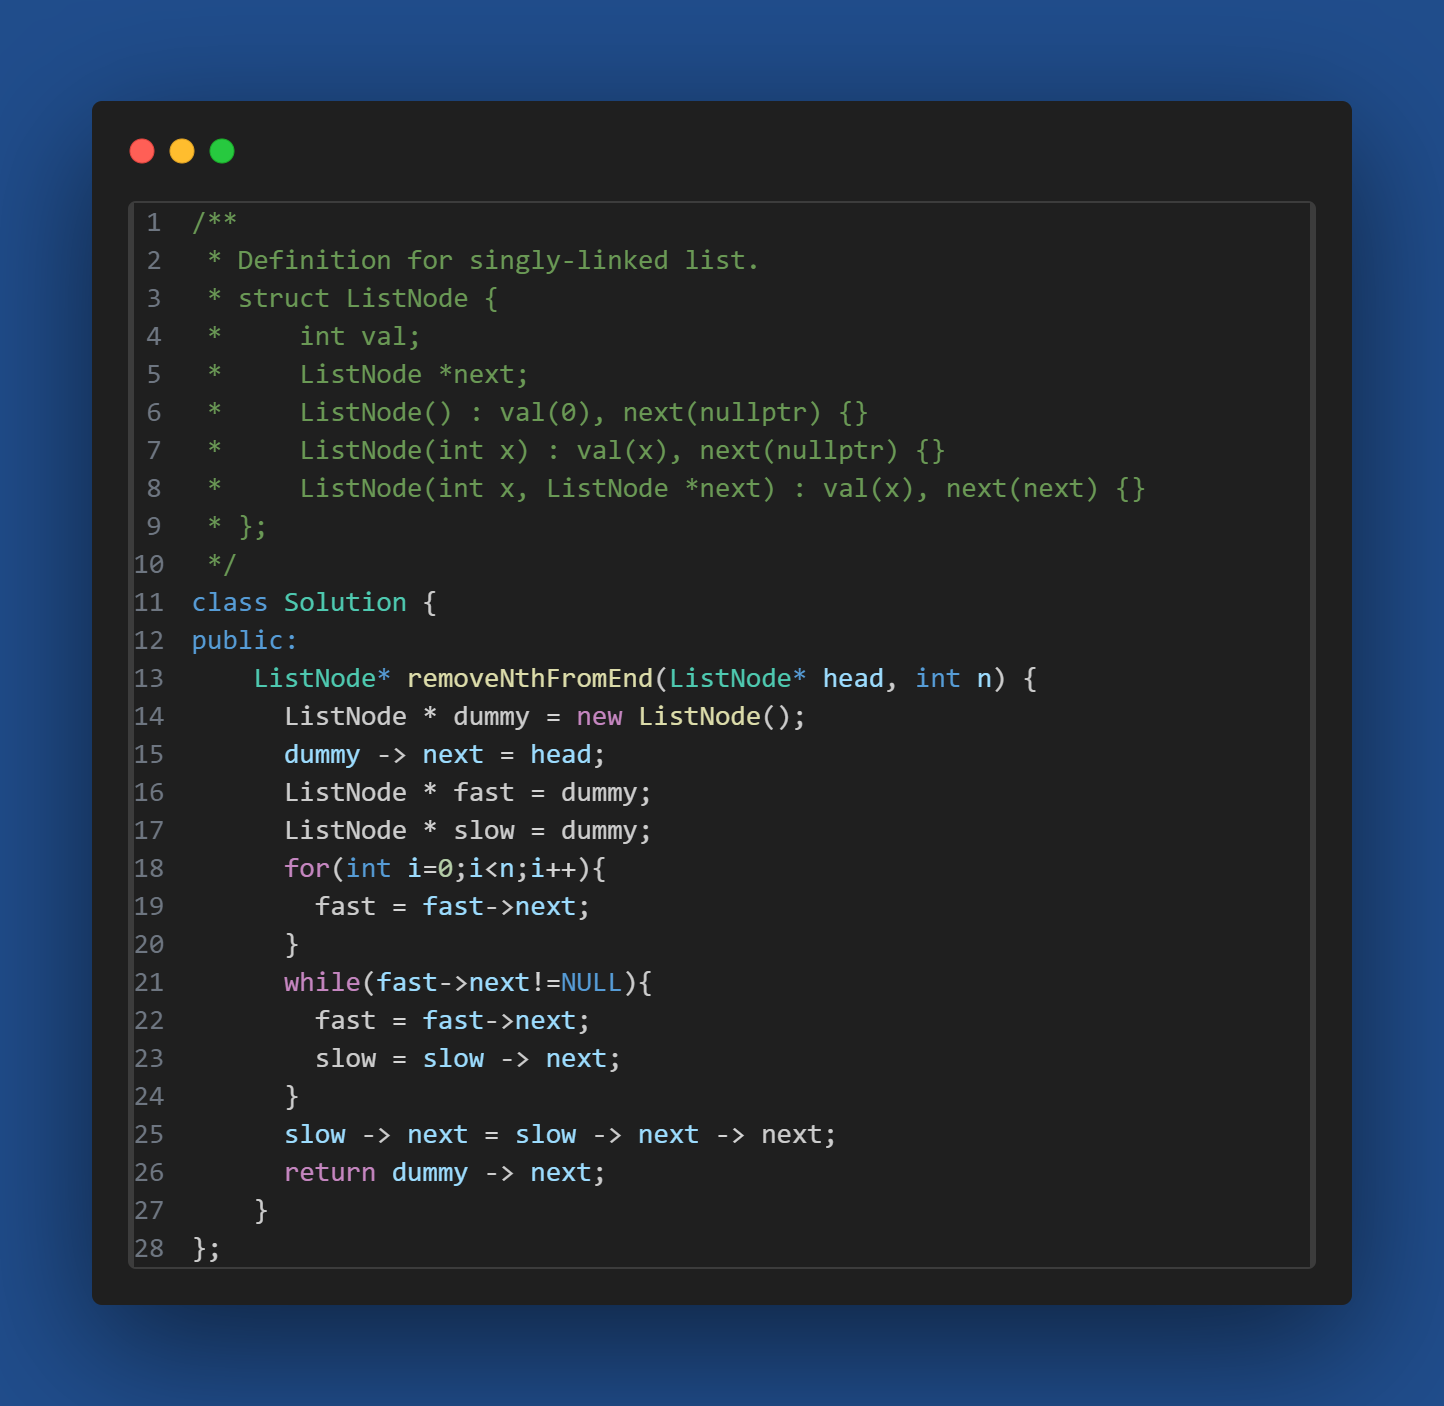 1 /**
2  * Definition for singly-linked list.
3  * struct ListNode {
4  *     int val;
5  *     ListNode *next;
6  *     ListNode() : val(0), next(nullptr) {}
7  *     ListNode(int x) : val(x), next(nullptr) {}
8  *     ListNode(int x, ListNode *next) : val(x), next(next) {}
9  * };
10  */
11 class Solution {
12 public:
13     ListNode* removeNthFromEnd(ListNode* head, int n) {
14       ListNode * dummy = new ListNode();
15       dummy -> next = head;
16       ListNode * fast = dummy;
17       ListNode * slow = dummy;
18       for(int i=0;i<n;i++){
19         fast = fast->next;
20       }
21       while(fast->next!=NULL){
22         fast = fast->next;
23         slow = slow -> next;
24       }
25       slow -> next = slow -> next -> next;
26       return dummy -> next;
27     }
28 };